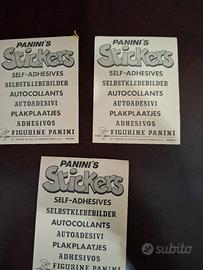 PANINI'S
Stickers
SELF-ADHESIVES
SELBSTKLEBEBILDER
AUTOCOLLANTS
AUTOADESIVI
PLAKPLAATJES
ADHESIVOS
FIGURINE PANINI
PANINI'S
Stickers
SELF-ADHESIVES
SELBSTKLEBEBILDER
AUTOCOLLANTS
AUTOADESIVI
PLAKPLAATJES
ADHESIVOS
FIGURINE PANINI
PANINI'S
Stickers
SELF-ADHESIVES
SELBSTKLEBEBILDER
AUTOCOLLANTS
AUTOADESIVI
PLAKPLAATJES
ADHESIVOS
FIGURINE PANINI
subito